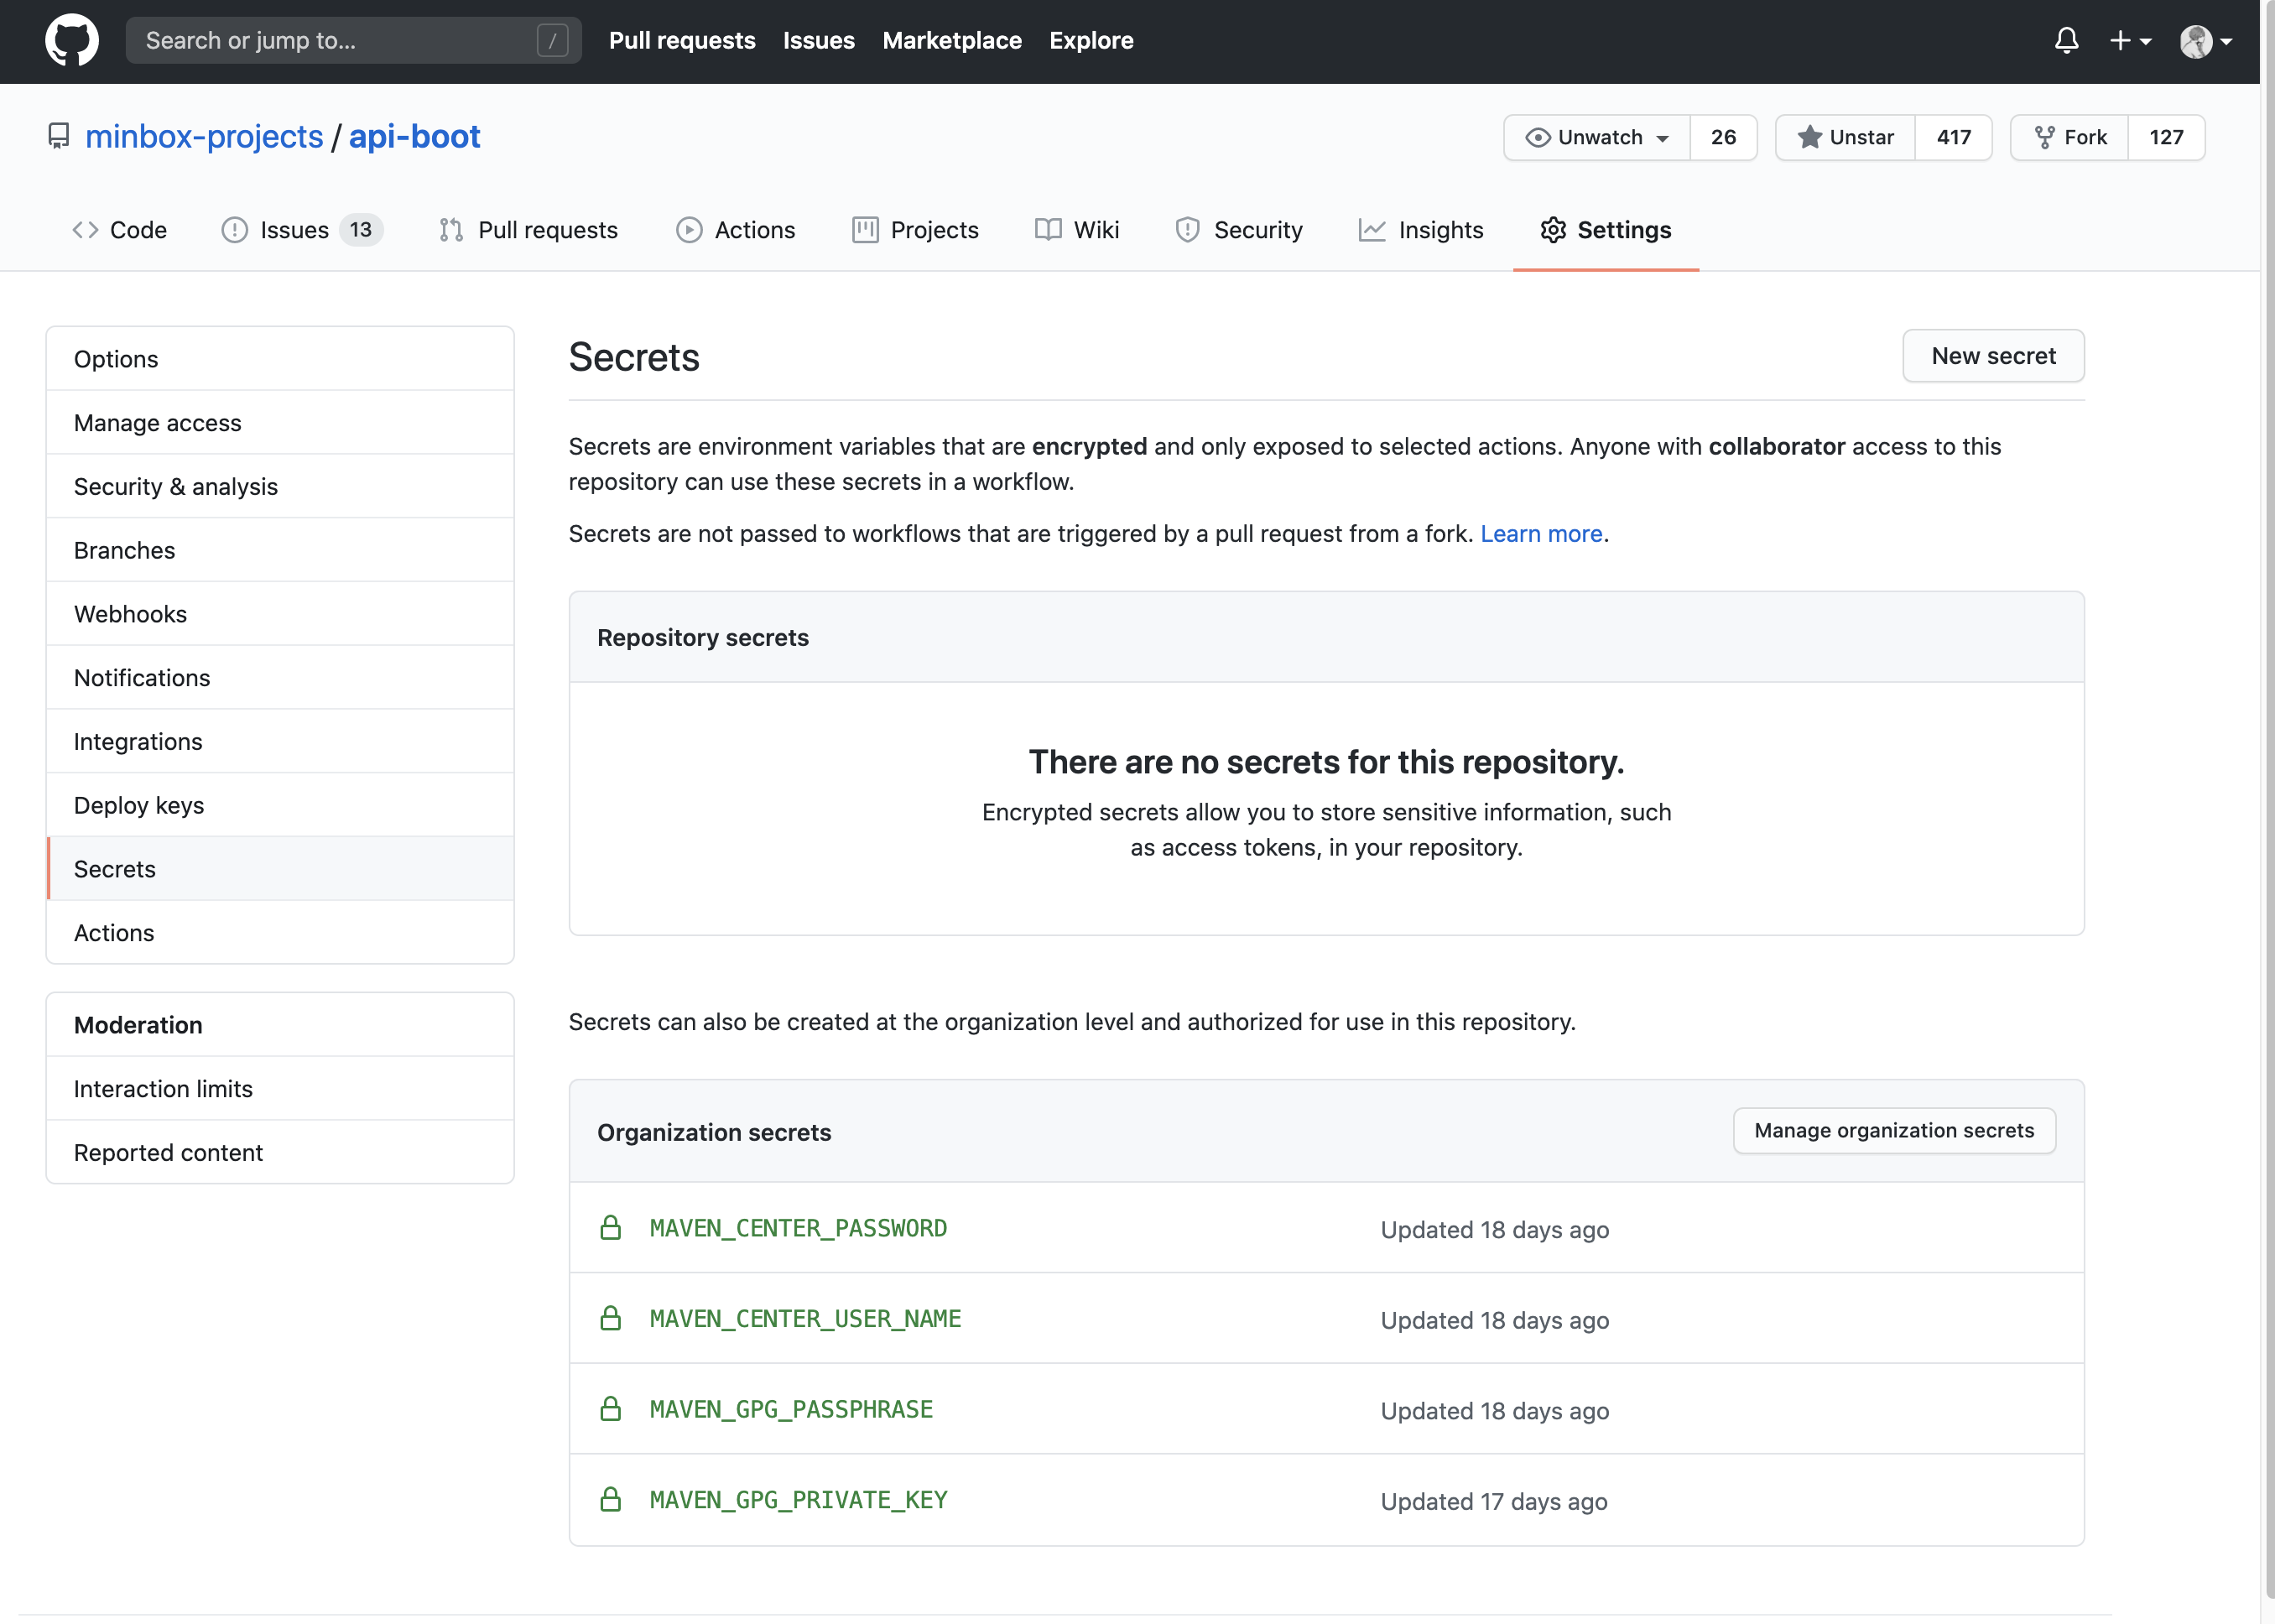 Search or jump to... /
Pull requests
Issues
Marketplace
Explore
minbox-projects / api-boot
Unwatch 26
Unstar 417
Fork 127
Code
Issues 13
Pull requests
Actions
Projects
Wiki
Security
Insights
Settings
Options
Manage access
Security & analysis
Branches
Webhooks
Notifications
Integrations
Deploy keys
Secrets
Actions
Moderation
Interaction limits
Reported content
Secrets
New secret
Secrets are environment variables that are encrypted and only exposed to selected actions. Anyone with collaborator access to this
repository can use these secrets in a workflow.
Secrets are not passed to workflows that are triggered by a pull request from a fork. Learn more.
Repository secrets
There are no secrets for this repository.
Encrypted secrets allow you to store sensitive information, such
as access tokens, in your repository.
Secrets can also be created at the organization level and authorized for use in this repository.
Organization secrets
Manage organization secrets
MAVEN_CENTER_PASSWORD Updated 18 days ago
MAVEN_CENTER_USER_NAME Updated 18 days ago
MAVEN_GPG_PASSPHRASE Updated 18 days ago
MAVEN_GPG_PRIVATE_KEY Updated 17 days ago